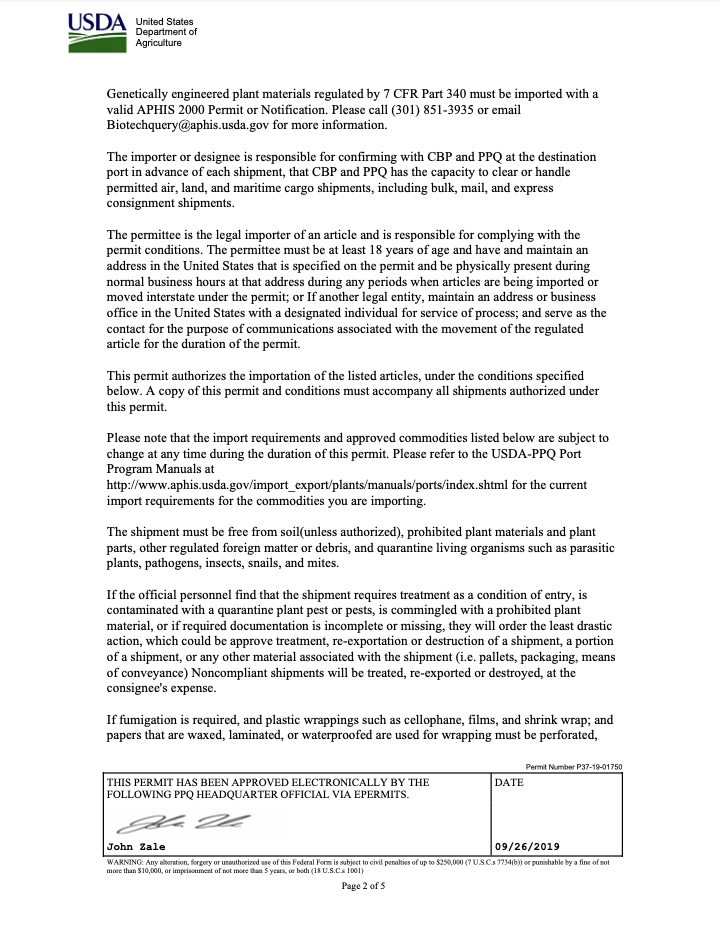 USDA
United States
Department of
Agriculture
Genetically engineered plant materials regulated by 7 CFR Part 340 must be imported with a
valid APHIS 2000 Permit or Notification. Please call (301) 851-3935 or email
Biotechquery@aphis.usda.gov for more information.
The importer or designee is responsible for confirming with CBP and PPQ at the destination
port in advance of each shipment, that CBP and PPQ has the capacity to clear or handle
permitted air, land, and maritime cargo shipments, including bulk, mail, and express
consignment shipments.
The permittee is the legal importer of an article and is responsible for complying with the
permit conditions. The permittee must be at least 18 years of age and have and maintain an
address in the United States that is specified on the permit and be physically present during
normal business hours at that address during any periods when articles are being imported or
moved interstate under the permit; or If another legal entity, maintain an address or business
office in the United States with a designated individual for service of process; and serve as the
contact for the purpose of communications associated with the movement of the regulated
article for the duration of the permit.
This permit authorizes the importation of the listed articles, under the conditions specified
below. A copy of this permit and conditions must accompany all shipments authorized under
this permit.
Please note that the import requirements and approved commodities listed below are subject to
change at any time during the duration of this permit. Please refer to the USDA-PPQ Port
Program Manuals at
http://www.aphis.usda.gov/import_export/plants/manuals/ports/index.shtml for the current
import requirements for the commodities you are importing.
The shipment must be free from soil(unless authorized), prohibited plant materials and plant
parts, other regulated foreign matter or debris, and quarantine living organisms such as parasitic
plants, pathogens, insects, snails, and mites.
If the official personnel find that the shipment requires treatment as a condition of entry, is
contaminated with a quarantine plant pest or pests, is commingled with a prohibited plant
material, or if required documentation is incomplete or missing, they will order the least drastic
action, which could be approve treatment, re-exportation or destruction of a shipment, a portion
of a shipment, or any other material associated with the shipment (i.e. pallets, packaging, means
of conveyance) Noncompliant shipments will be treated, re-exported or destroyed, at the
consignee's expense.
If fumigation is required, and plastic wrappings such as cellophane, films, and shrink wrap; and
papers that are waxed, laminated, or waterproofed are used for wrapping must be perforated,
Permit Number P37-19-01750
THIS PERMIT HAS BEEN APPROVED ELECTRONICALLY BY THE
FOLLOWING PPQ HEADQUARTER OFFICIAL VIA EPERMITS.
DATE
John Zale
09/26/2019
WARNING: Any alteration, forgery or unauthorized use of this Federal Form is subject to civil penalties of up to $250,000 (7 U.S.C.s 7734(b)) or punishable by a fine of not
more than $10,000, or imprisonment of not more than 5 years, or both (18 U.S.C.s 1001)
Page 2 of 5